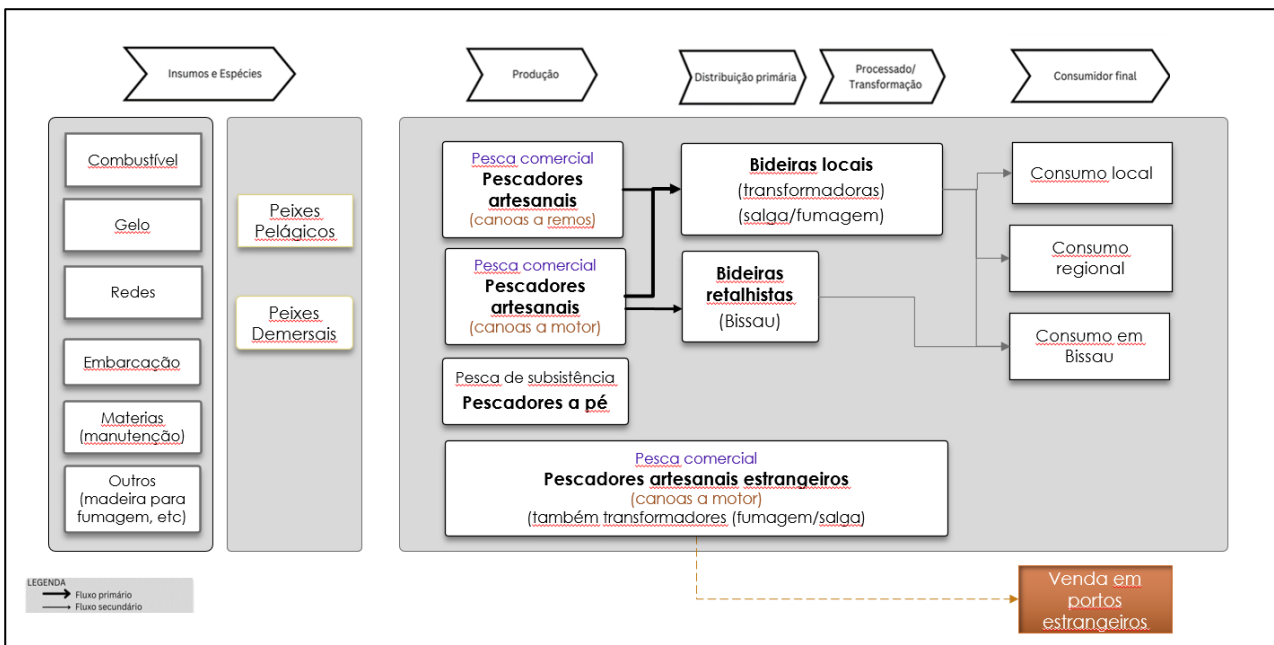 Insumos e Espécies
Produção
Distribuição primária
Processado/
Transformação
Consumidor final
Combustível
Gelo
Redes
Embarcação
Materias
(manutenção)
Outros
(madeira para
fumagem, etc)
Peixes
Pelágicos
Peixes
Demersais
Pesca comercial
Pescadores
artesanais
(canoas a remos)
Pesca comercial
Pescadores
artesanais
(canoas a motor)
Pesca de subsistência
Pescadores a pé
Pesca comercial
Pescadores artesanais estrangeiros
(canoas a motor)
(também transformadores (fumagem/salga)
Bideiras locais
(transformadoras)
(salga/fumagem)
Bideiras
retalhistas
(Bissau)
Consumo local
Consumo
regional
Consumo em
Bissau
Venda em
portos
estrangeiros
LEGENDA
Fluxo primário
Fluxo secundário